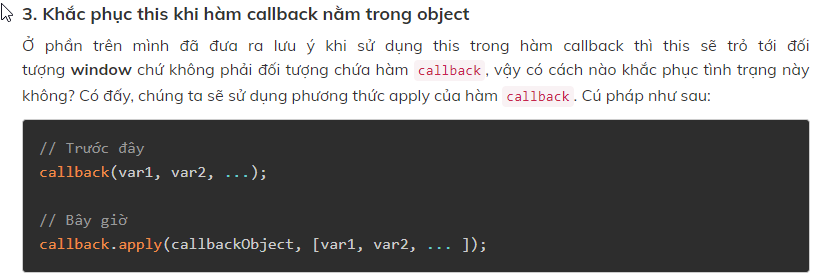 3. Khắc phục this khi hàm callback nằm trong object
Ở phần trên mình đã đưa ra lưu ý khi sử dụng this trong hàm callback thì this sẽ trỏ tới đối
tượng window chứ không phải đối tượng chứa hàm callback, vậy có cách nào khắc phục tình trạng này
không? Có đấy, chúng ta sẽ sử dụng phương thức apply của hàm callback. Cú pháp như sau:
// Trước đây
callback(var1, var2, ...);
// Bây giờ
callback.apply(callbackObject, [var1, var2, ... ]);